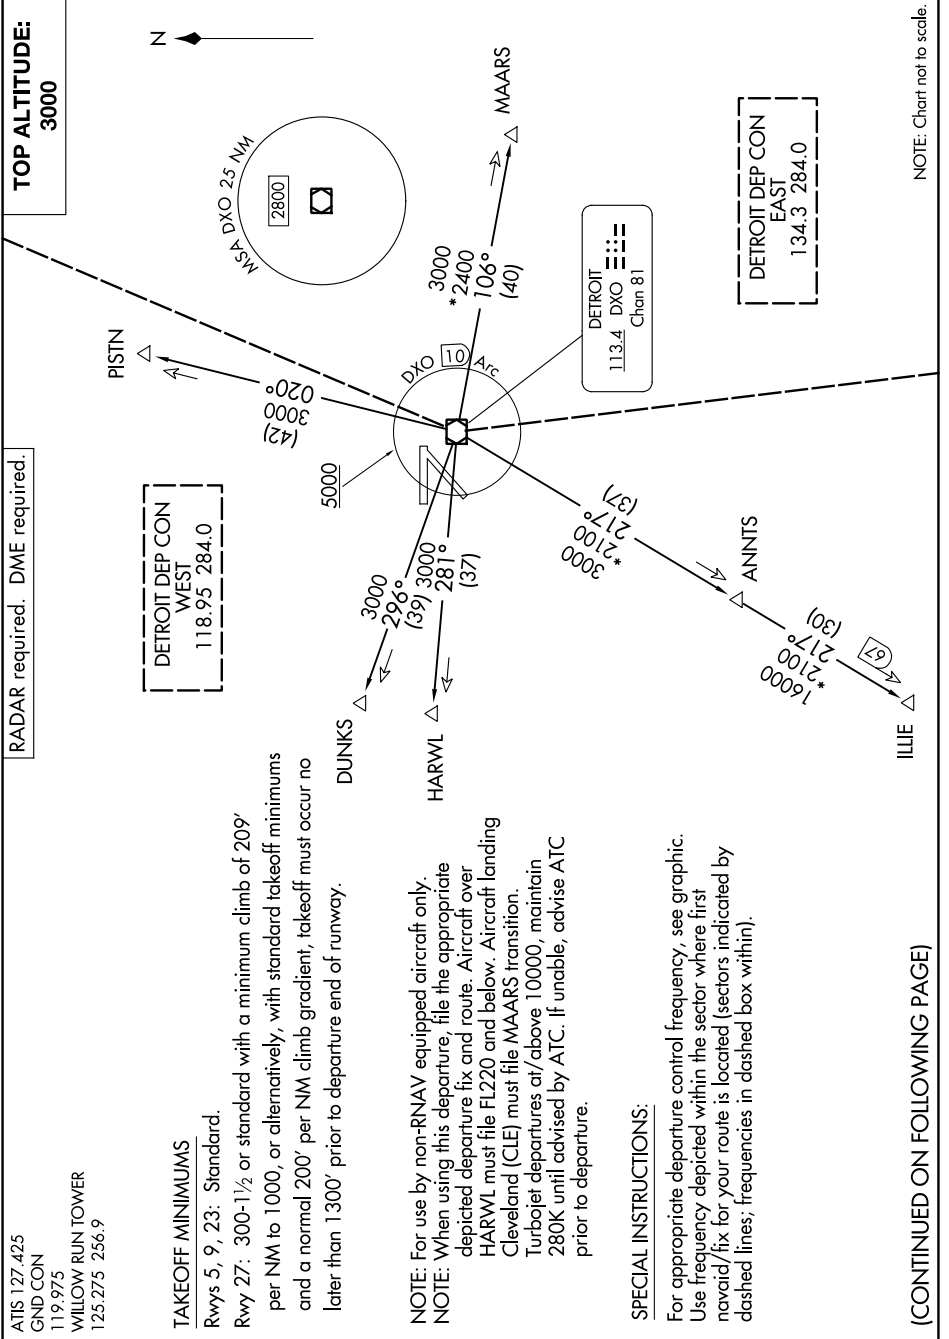 ATIS 127.425
GND CON
119.975
WILLOW RUN TOWER
125.275 256.9
RADAR required. DME required.
TOP ALTITUDE:
3000
TAKEOFF MINIMUMS
Rwys 5, 9, 23: Standard.
Rwy 27: 300-1½ or standard with a minimum climb of 209'
per NM to 1000, or alternatively, with standard takeoff minimums
and a normal 200' per NM climb gradient, takeoff must occur no
later than 1300' prior to departure end of runway.
NOTE: For use by non-RNAV equipped aircraft only.
NOTE: When using this departure, file the appropriate
depicted departure fix and route. Aircraft over
HARWL must file FL220 and below. Aircraft landing
Cleveland (CLE) must file MAARS transition.
Turbojet departures at/above 10000, maintain
280K until advised by ATC. If unable, advise ATC
prior to departure.
SPECIAL INSTRUCTIONS:
For appropriate departure control frequency, see graphic.
Use frequency depicted within the sector where first
navaid/fix for your route is located (sectors indicated by
dashed lines; frequencies in dashed box within).
(CONTINUED ON FOLLOWING PAGE)
DETROIT DEP CON
WEST
118.95 284.0
PISTN
020°
3000
(42)
N
MSA DXO 25 NM
2800
DUNKS
3000
296°
(39)
HARWL
3000
281°
(37)
5000
DXO 10 Arc
3000
*2400
106°
(40)
MAARS
DETROIT
113.4 DXO
Chan 81
3000
*2100
217°
(37)
ANNTS
16000
*2100
217°
(30)
67
ILLIE
DETROIT DEP CON
EAST
134.3 284.0
NOTE: Chart not to scale.